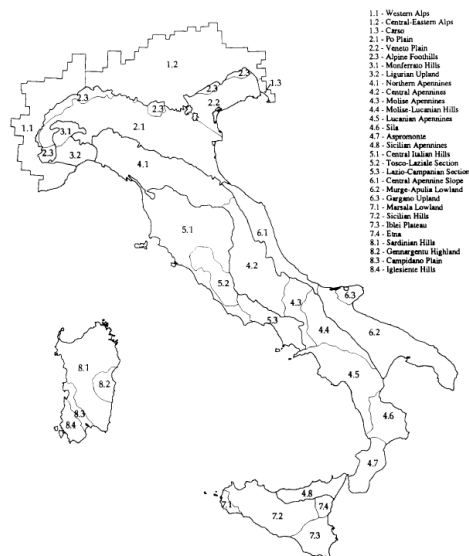 1.1 - Western Alps
1.2 - Central-Eastern Alps
1.3 - Carso
2.1 - Po Plain
2.2 - Veneto Plain
2.3 - Alpine Foothills
3.1 - Monferrato Hills
3.2 - Ligurian Upland
4.1 - Northern Apennines
4.2 - Central Apennines
4.3 - Molise Apennines
4.4 - Molise-Lucanian Hills
4.5 - Lucanian Apennines
4.6 - Sila
4.7 - Aspromonte
4.8 - Sicilian Apennines
5.1 - Central Italian Hills
5.2 - Tosco-Laziale Section
5.3 - Lazio-Campanian Section
6.1 - Central Apennine Slope
6.2 - Murge-Apulia Lowland
6.3 - Gargano Upland
7.1 - Marsala Lowland
7.2 - Sicilian Hills
7.3 - Iblei Plateau
7.4 - Etna
8.1 - Sardinian Hills
8.2 - Gennargentu Highland
8.3 - Campidano Plain
8.4 - Iglesiente Hills
1.2
2.3
1.3
2.3
2.3
2.2
1.1
3.1
2.1
2.3
3.2
4.1
5.1
6.1
4.2
5.2
4.3
6.3
5.3
4.4
6.2
4.5
8.1
8.2
8.3
8.4
4.6
4.7
4.8
7.1
7.2
7.4
7.3